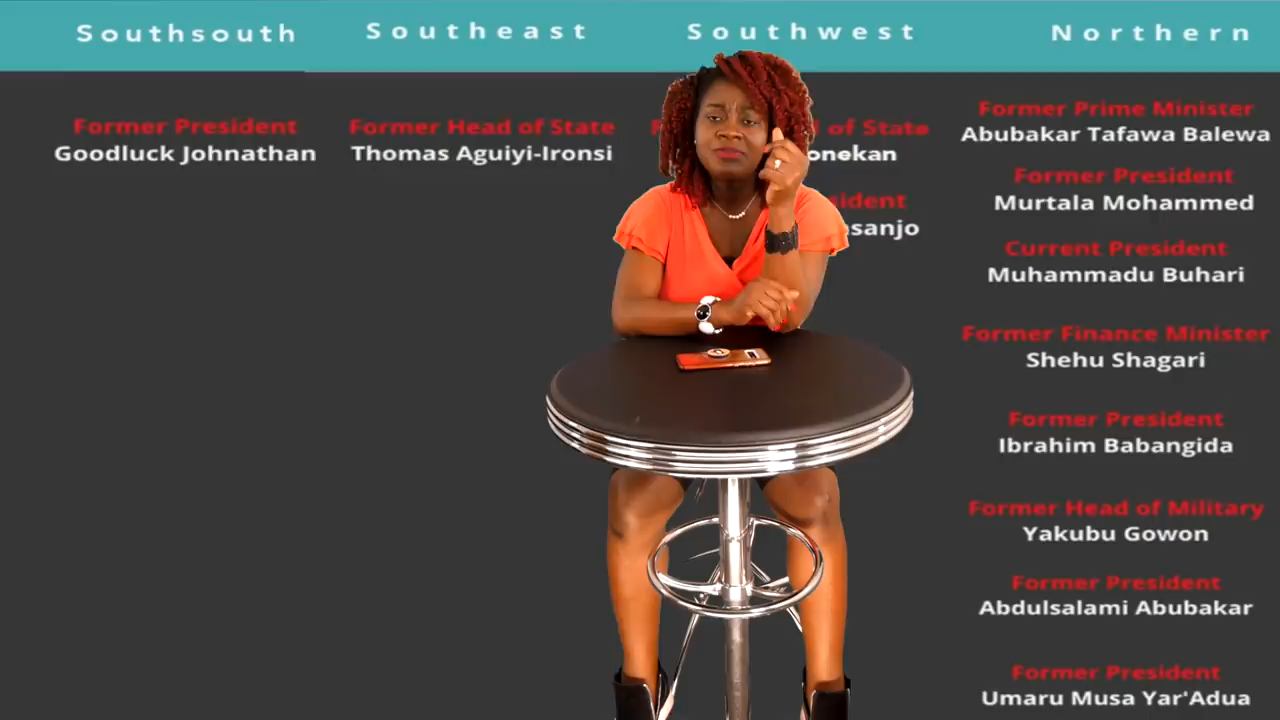 Southsouth
Former President
Goodluck Johnathan
Southeast
Former Head of State
Thomas Aguiyi-Ironsi
Southwest
of State
Northern
Former Prime Minister
Abubakar Tafawa Balewa
Former President
Murtala Mohammed
Current President
Muhammadu Buhari
Former Finance Minister
Shehu Shagari
Former President
Ibrahim Babangida
Former Head of Military
Yakubu Gowon
Former President
Abdulsalami Abubakar
Former President
Umaru Musa Yar'Adua